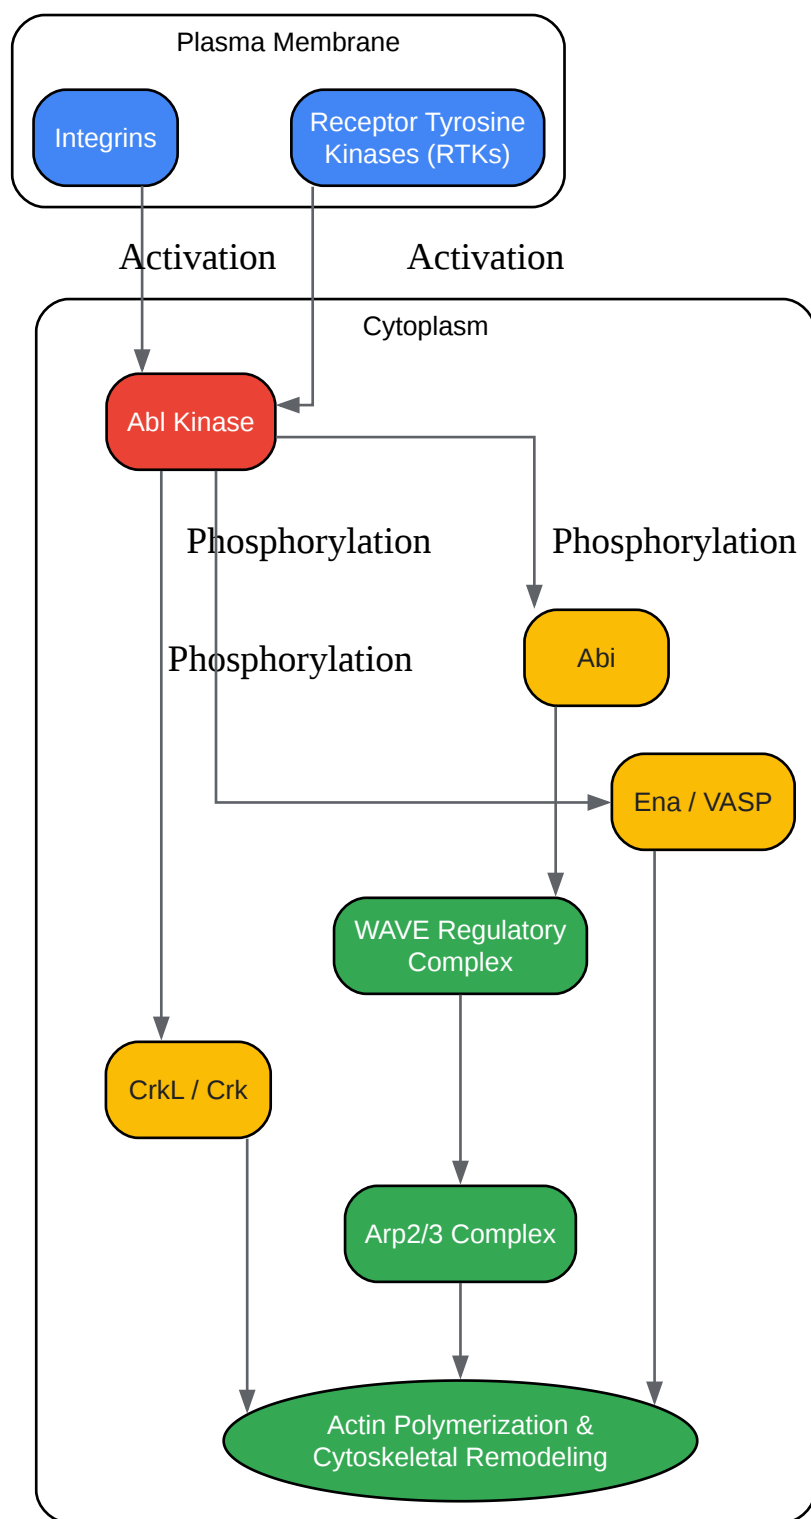 Plasma Membrane
Integrins
Receptor Tyrosine
Kinases (RTKs)
Activation
Activation
Cytoplasm
Abl Kinase
Phosphorylation
Phosphorylation
Phosphorylation
Abi
Ena / VASP
WAVE Regulatory
Complex
CrkL / Crk
Arp2/3 Complex
Actin Polymerization &
Cytoskeletal Remodeling